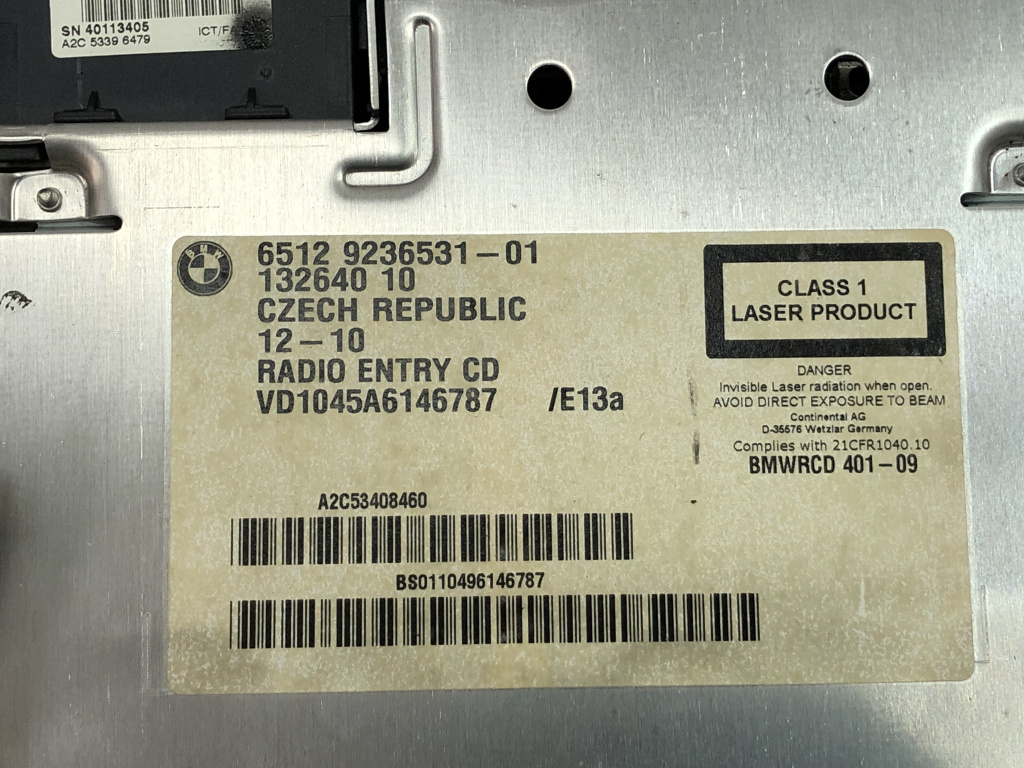 SN 40113405
A2C 5339 6479
ICT/F
BMW
6512 9236531-01
132640 10
CZECH REPUBLIC
12-10
RADIO ENTRY CD
VD1045A6146787 /E13a
CLASS 1
LASER PRODUCT
DANGER
Invisible Laser radiation when open.
AVOID DIRECT EXPOSURE TO BEAM
Continental AG
D-35576 Wetzlar Germany
Complies with 21CFR1040.10
BMWRCD 401-09
A2C53408460
BS0110496146787